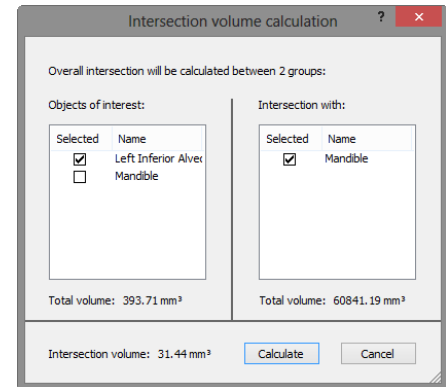 Intersection volume calculation
?
×
Overall intersection will be calculated between 2 groups:
Objects of interest:
Selected Name
Left Inferior Alveo
Mandible
Total volume: 393.71 mm³
Intersection with:
Selected Name
Mandible
Total volume: 60841.19 mm³
Intersection volume: 31.44 mm³
Calculate
Cancel